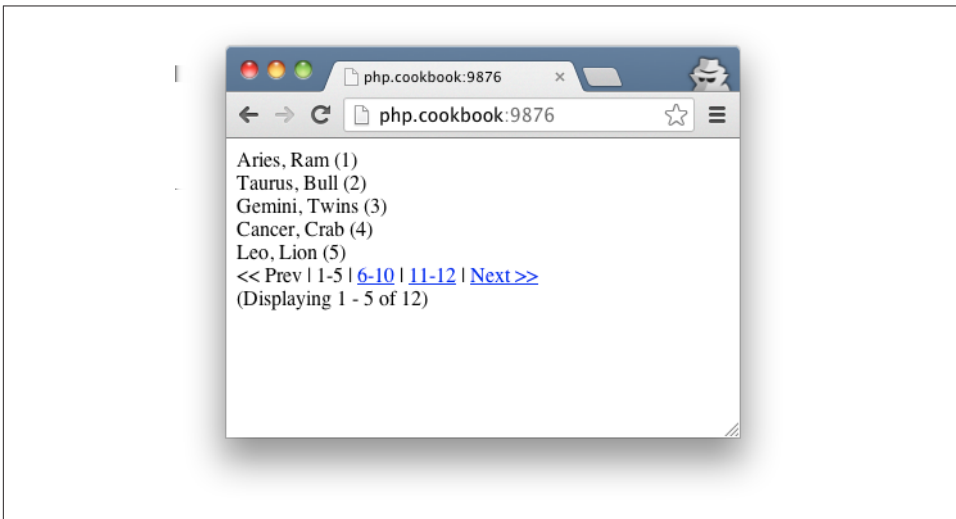 php.cookbook:9876
php.cookbook:9876
Aries, Ram (1)
Taurus, Bull (2)
Gemini, Twins (3)
Cancer, Crab (4)
Leo, Lion (5)
<< Prev | 1-5 | 6-10 | 11-12 | Next >>
(Displaying 1 - 5 of 12)